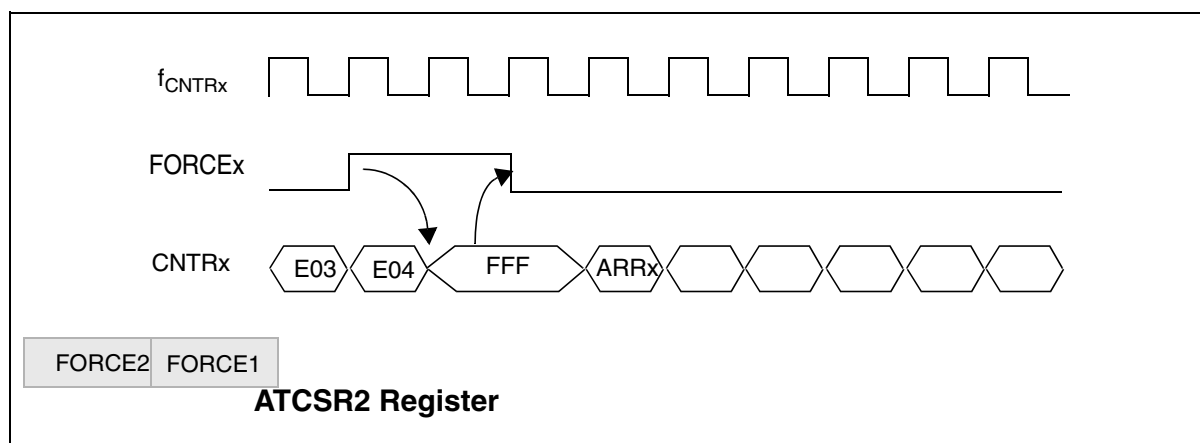 fCNTRx
FORCEx
CNTRx E03 E04 FFF ARRx
FORCE2 FORCE1
ATCSR2 Register